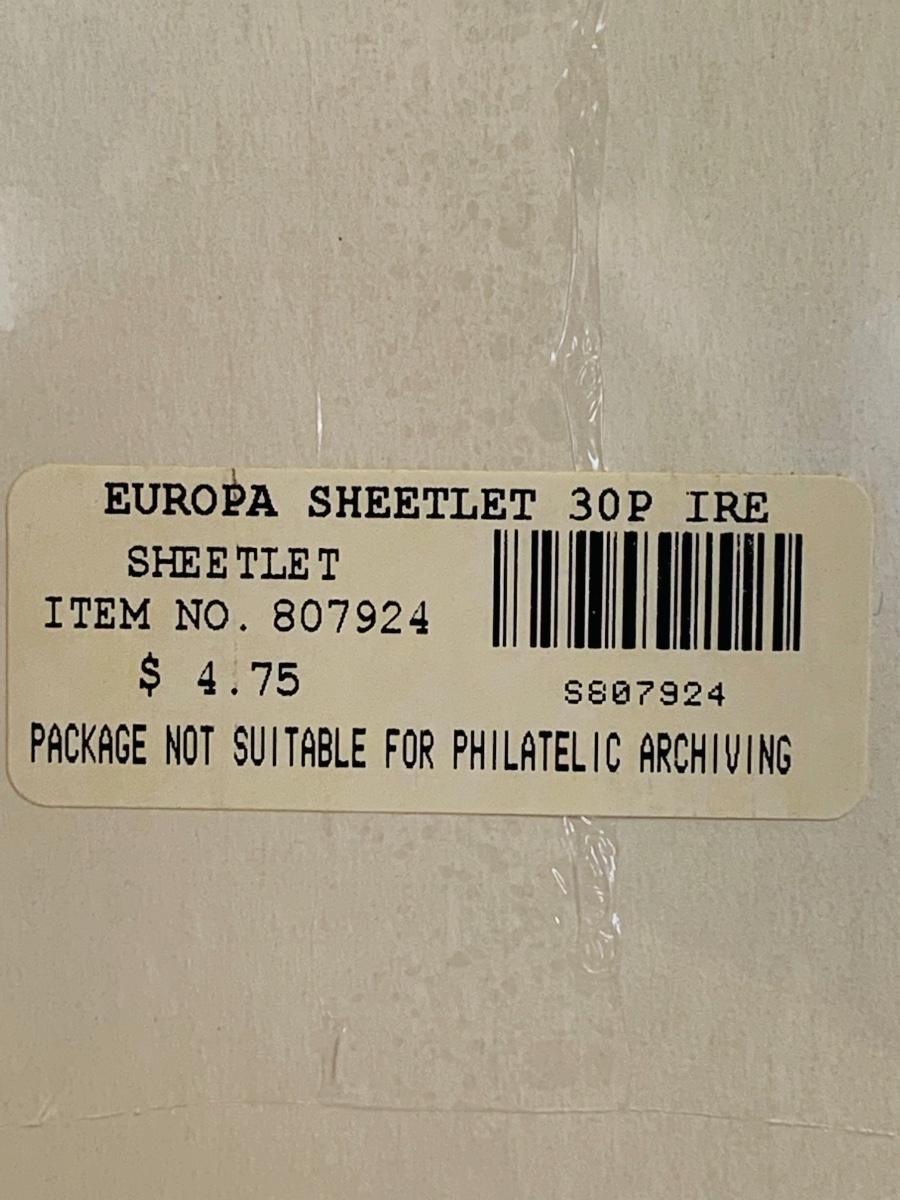 EUROPA SHEETLET 30P IRE
SHEETLET
ITEM NO. 807924
$ 4.75
S807924
PACKAGE NOT SUITABLE FOR PHILATELIC ARCHIVING